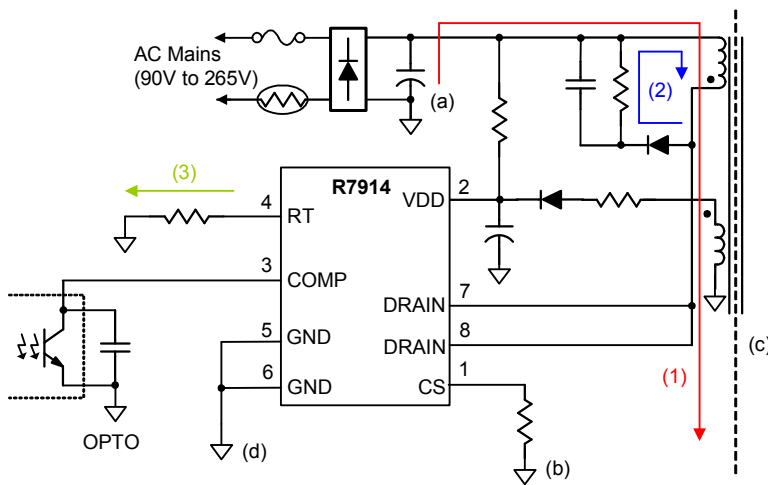 AC Mains
(90V to 265V)
(a)
(2)
(3)
R7914
4
RT
VDD
2
3
COMP
5
GND
DRAIN
7
6
GND
DRAIN
8
CS
1
(1)
(c)
OPTO
(d)
(b)